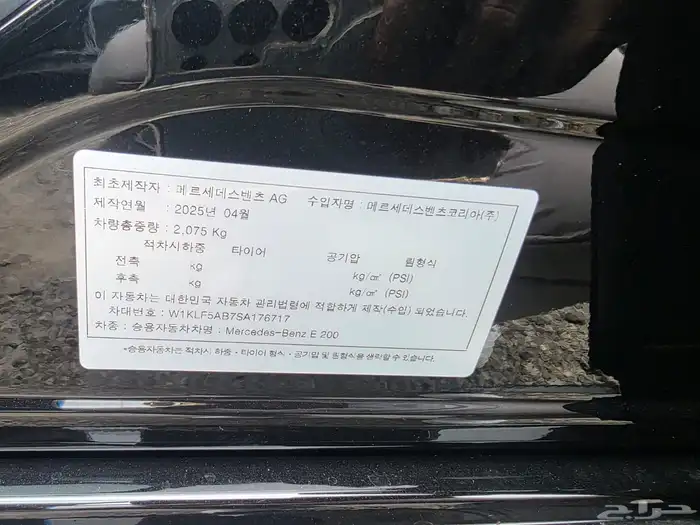 최초제작자 : 메르세데스벤츠 AG 수입자명 : 메르세데스벤츠코리아(주)
제작연월 : 2025년 04월
차량총중량 : 2,075 Kg
적차시하중 타이어 공기압 림형식
전축 kg kg/㎠ (PSI)
후축 kg kg/㎠ (PSI)
이 자동차는 대한민국 자동차 관리법령에 적합하게 제작(수입) 되었습니다.
차대번호 : W1KLF5AB7SA176717
차종 : 승용자동차차명 : Mercedes-Benz E 200
*승용자동차는 적차시 하중·타이어 형식·공기압 및 림형식을 생략할 수 있습니다.
حراج